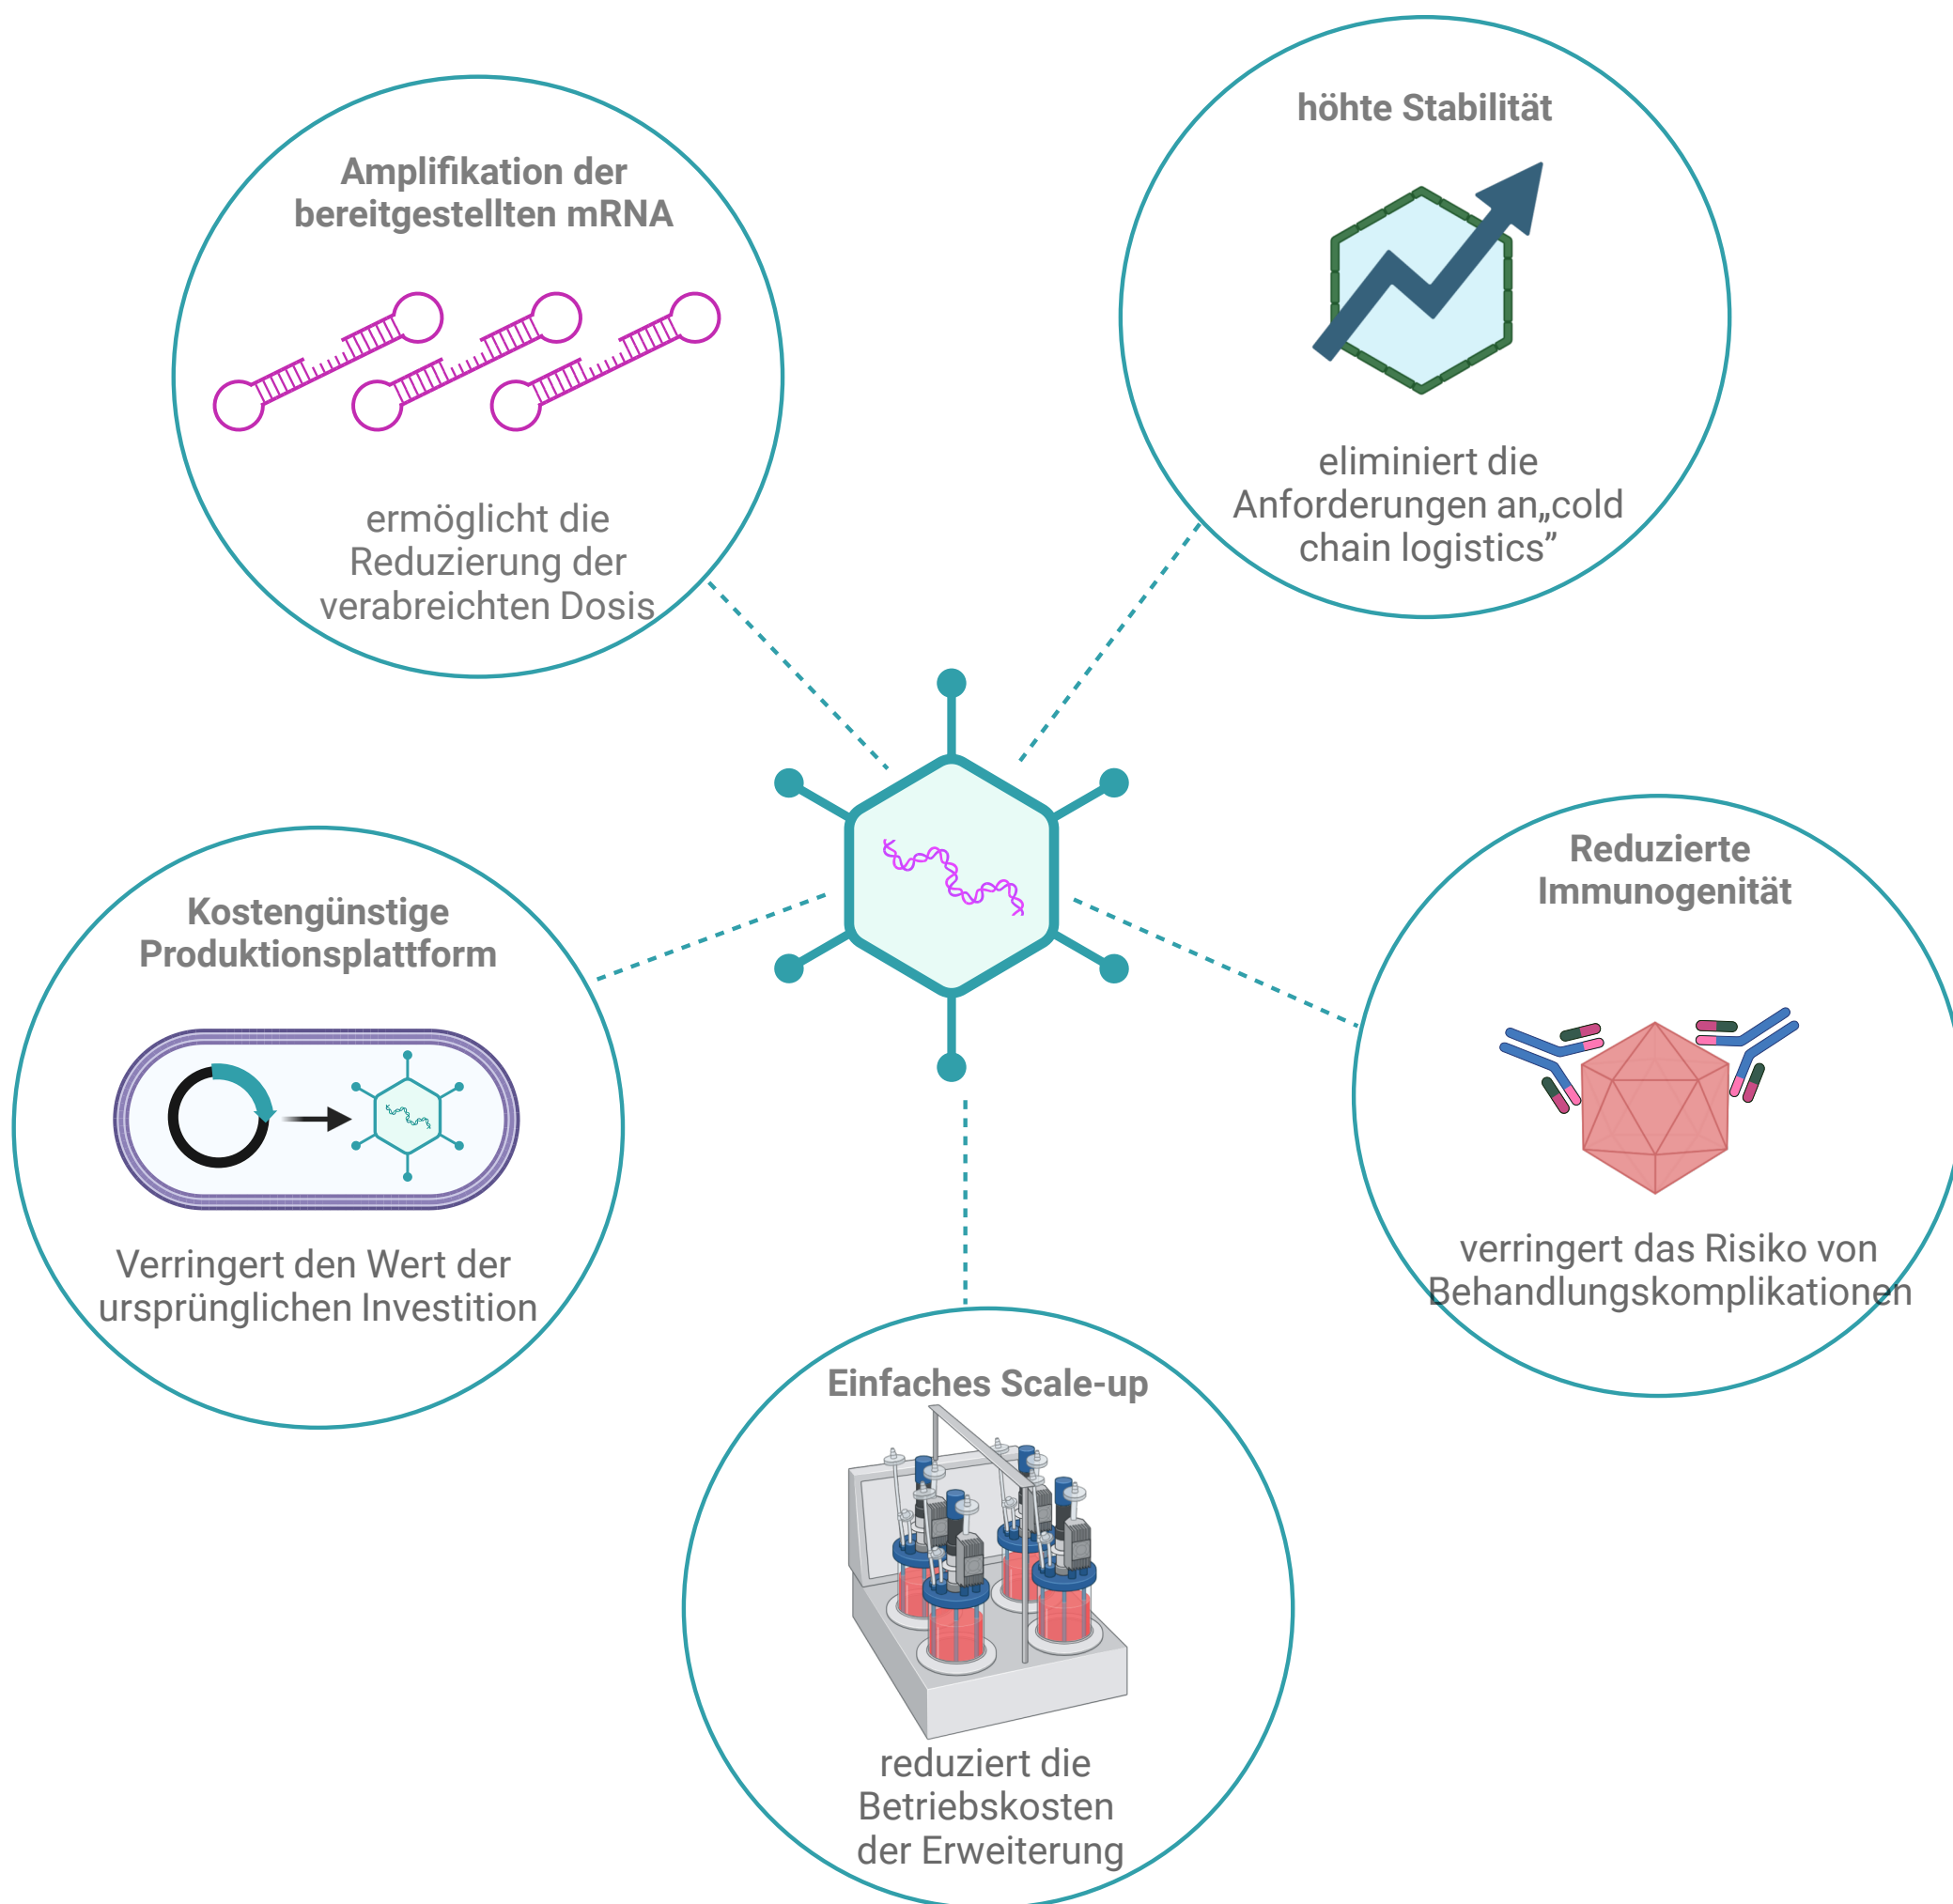 Amplifikation der
bereitgestellten mRNA
ermöglicht die
Reduzierung der
verabreichten Dosis
höhte Stabilität
eliminiert die
Anforderungen an„cold
chain logistics”
Kostengünstige
Produktionsplattform
Verringert den Wert der
ursprünglichen Investition
Reduzierte
Immunogenität
verringert das Risiko von
Behandlungskomplikationen
Einfaches Scale-up
reduziert die
Betriebskosten
der Erweiterung